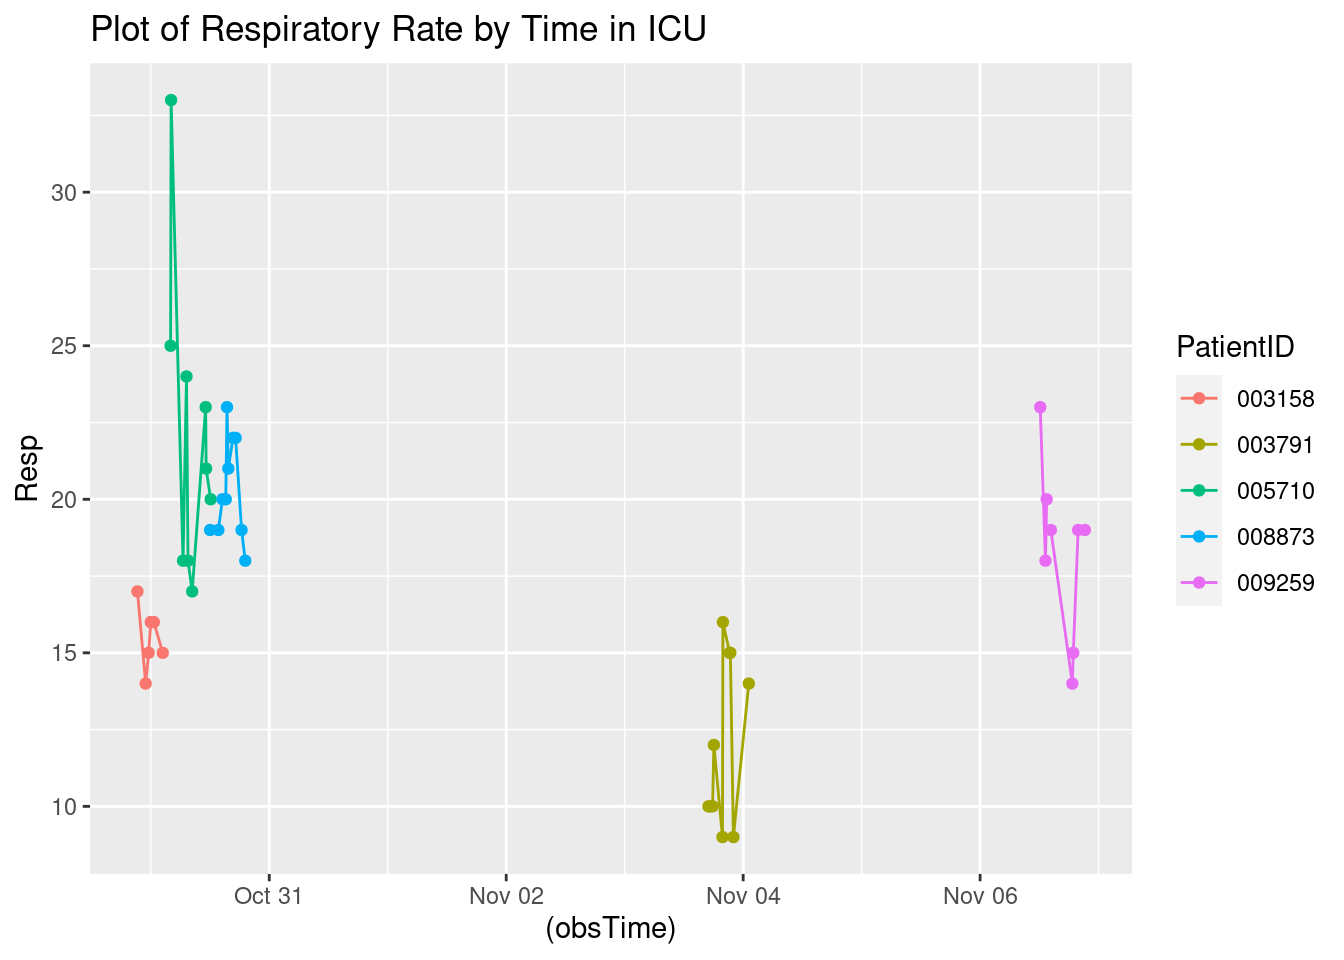 Plot of Respiratory Rate by Time in ICU
30
25
20
15
10
Resp
Oct 31
Nov 02
Nov 04
Nov 06
(obsTime)
PatientID
003158
003791
005710
008873
009259